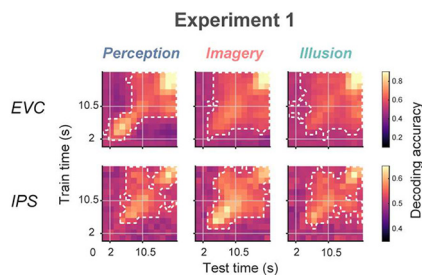 Experiment 1
Perception Imagery Illusion
EVC
10.5
2
0.8
0.6
0.4
0.2
Decoding accuracy
IPS
10.5
2
0
0.6
0.4
Decoding accuracy
Train time (s)
2 10.5 2 10.5 2 10.5
Test time (s)